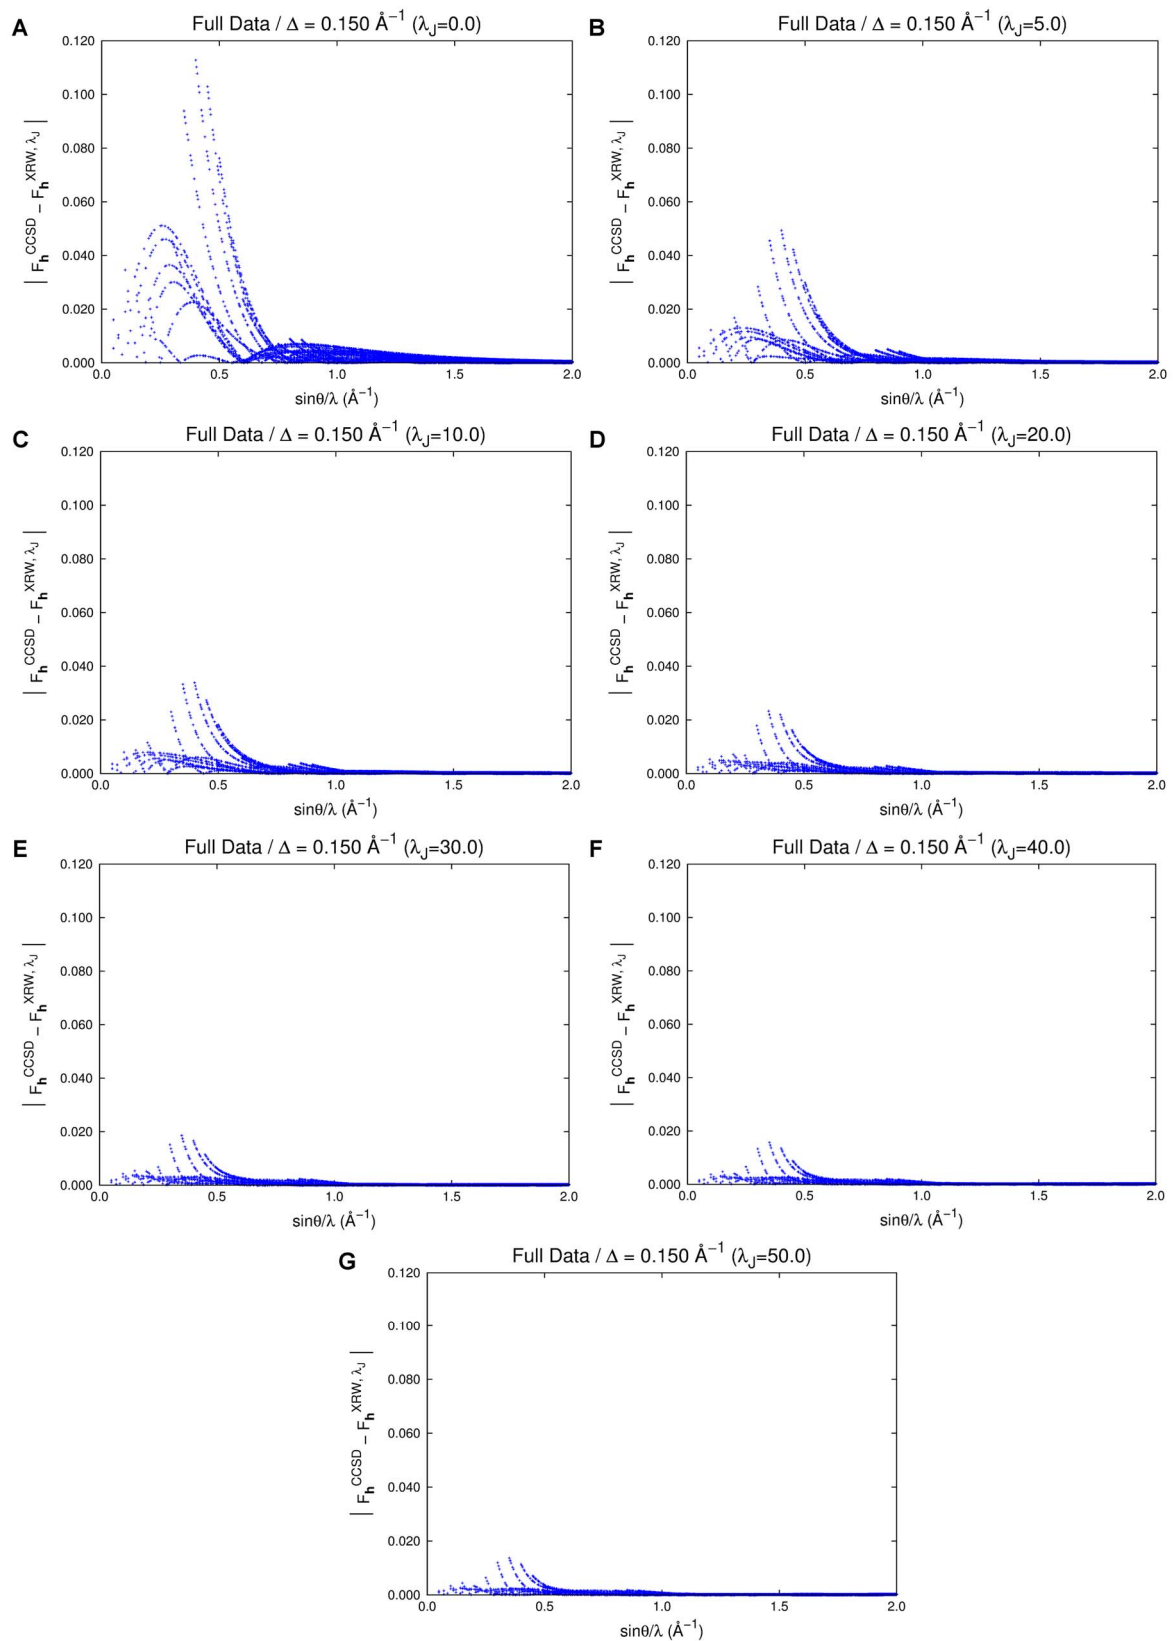 A
Full Data / Δ = 0.150 Å⁻¹ (λJ=0.0)
| Fh^CCSD – Fh^XRW, λJ |
0.120
0.100
0.080
0.060
0.040
0.020
0.000
0.0 0.5 1.0 1.5 2.0
sinθ/λ (Å⁻¹)
B
Full Data / Δ = 0.150 Å⁻¹ (λJ=5.0)
| Fh^CCSD – Fh^XRW, λJ |
0.120
0.100
0.080
0.060
0.040
0.020
0.000
0.0 0.5 1.0 1.5 2.0
sinθ/λ (Å⁻¹)
C
Full Data / Δ = 0.150 Å⁻¹ (λJ=10.0)
| Fh^CCSD – Fh^XRW, λJ |
0.120
0.100
0.080
0.060
0.040
0.020
0.000
0.0 0.5 1.0 1.5 2.0
sinθ/λ (Å⁻¹)
D
Full Data / Δ = 0.150 Å⁻¹ (λJ=20.0)
| Fh^CCSD – Fh^XRW, λJ |
0.120
0.100
0.080
0.060
0.040
0.020
0.000
0.0 0.5 1.0 1.5 2.0
sinθ/λ (Å⁻¹)
E
Full Data / Δ = 0.150 Å⁻¹ (λJ=30.0)
| Fh^CCSD – Fh^XRW, λJ |
0.120
0.100
0.080
0.060
0.040
0.020
0.000
0.0 0.5 1.0 1.5 2.0
sinθ/λ (Å⁻¹)
F
Full Data / Δ = 0.150 Å⁻¹ (λJ=40.0)
| Fh^CCSD – Fh^XRW, λJ |
0.120
0.100
0.080
0.060
0.040
0.020
0.000
0.0 0.5 1.0 1.5 2.0
sinθ/λ (Å⁻¹)
G
Full Data / Δ = 0.150 Å⁻¹ (λJ=50.0)
| Fh^CCSD – Fh^XRW, λJ |
0.120
0.100
0.080
0.060
0.040
0.020
0.000
0.0 0.5 1.0 1.5 2.0
sinθ/λ (Å⁻¹)